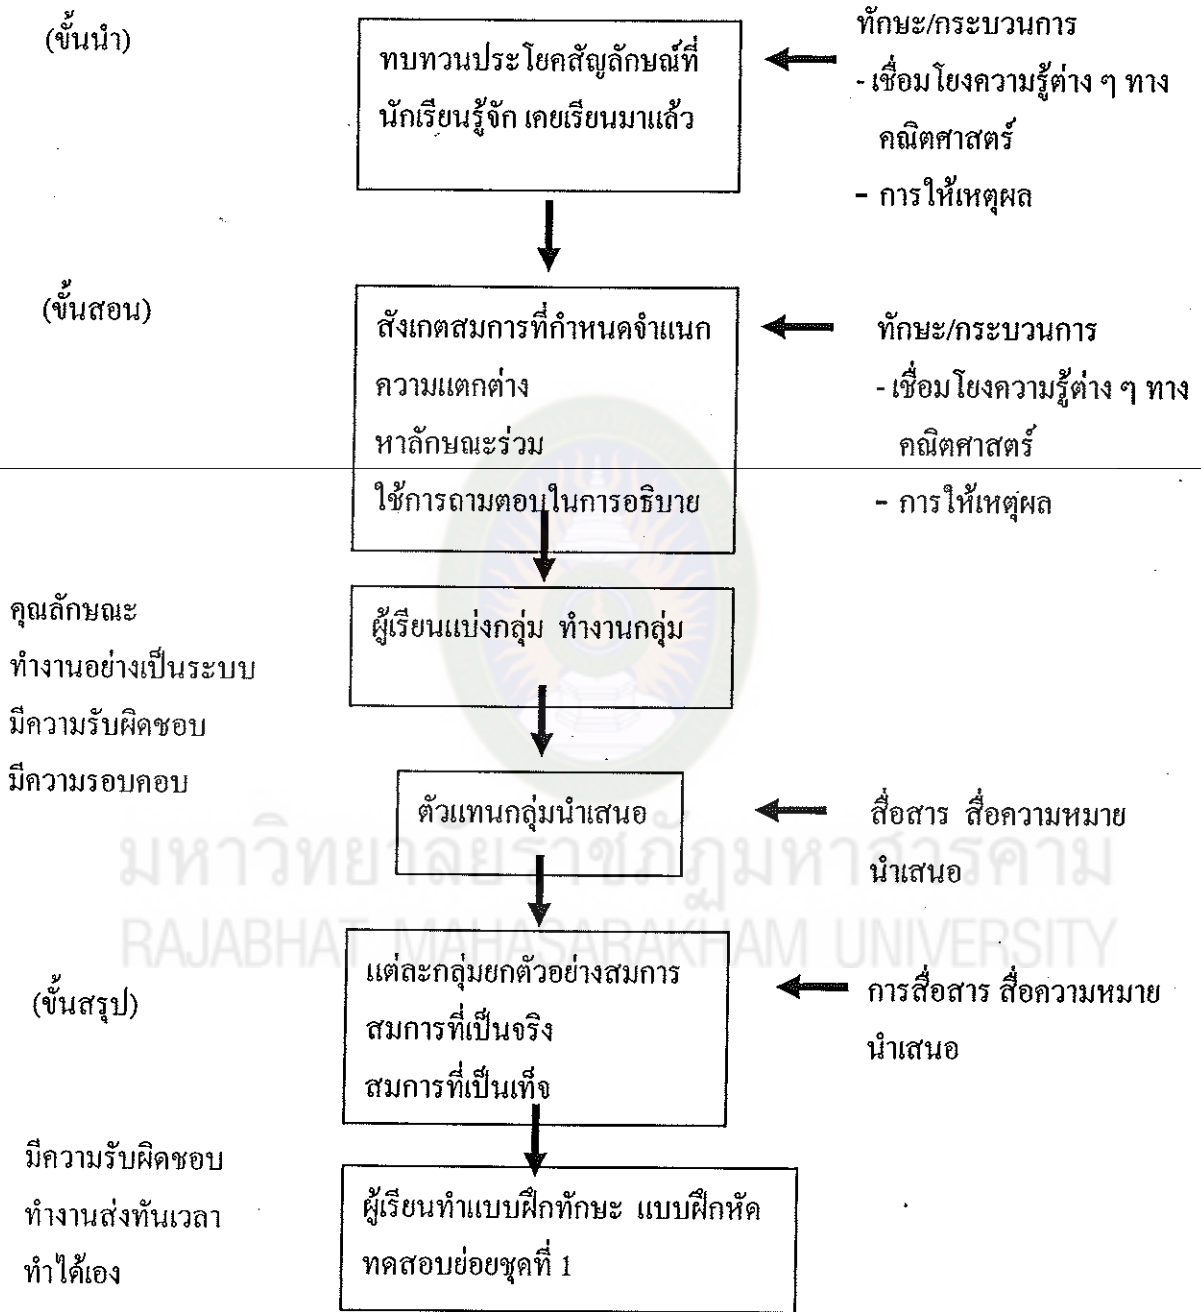 (ขั้นนำ)
ทบทวนประโยคสัญลักษณ์ที่
นักเรียนรู้จัก เคยเรียนมาแล้ว
ทักษะ/กระบวนการ
- เชื่อมโยงความรู้ต่าง ๆ ทาง
คณิตศาสตร์
- การให้เหตุผล
(ขั้นสอน)
สังเกตสมการที่กำหนดจำแนก
ความแตกต่าง
หาลักษณะร่วม
ใช้การถามตอบในการอธิบาย
ทักษะ/กระบวนการ
- เชื่อมโยงความรู้ต่าง ๆ ทาง
คณิตศาสตร์
- การให้เหตุผล
คุณลักษณะ
ทำงานอย่างเป็นระบบ
มีความรับผิดชอบ
มีความรอบคอบ
ผู้เรียนแบ่งกลุ่ม ทำงานกลุ่ม
ตัวแทนกลุ่มนำเสนอ
สื่อสาร สื่อความหมาย
นำเสนอ
มหาวิทยาลัยราชภัฏมหาสารคาม
RAJABHAT MAHASARAKHAM UNIVERSITY
(ขั้นสรุป)
แต่ละกลุ่มยกตัวอย่างสมการ
สมการที่เป็นจริง
สมการที่เป็นเท็จ
การสื่อสาร สื่อความหมาย
นำเสนอ
มีความรับผิดชอบ
ทำงานส่งทันเวลา
ทำได้เอง
ผู้เรียนทำแบบฝึกทักษะ แบบฝึกหัด
ทดสอบย่อยชุดที่ 1